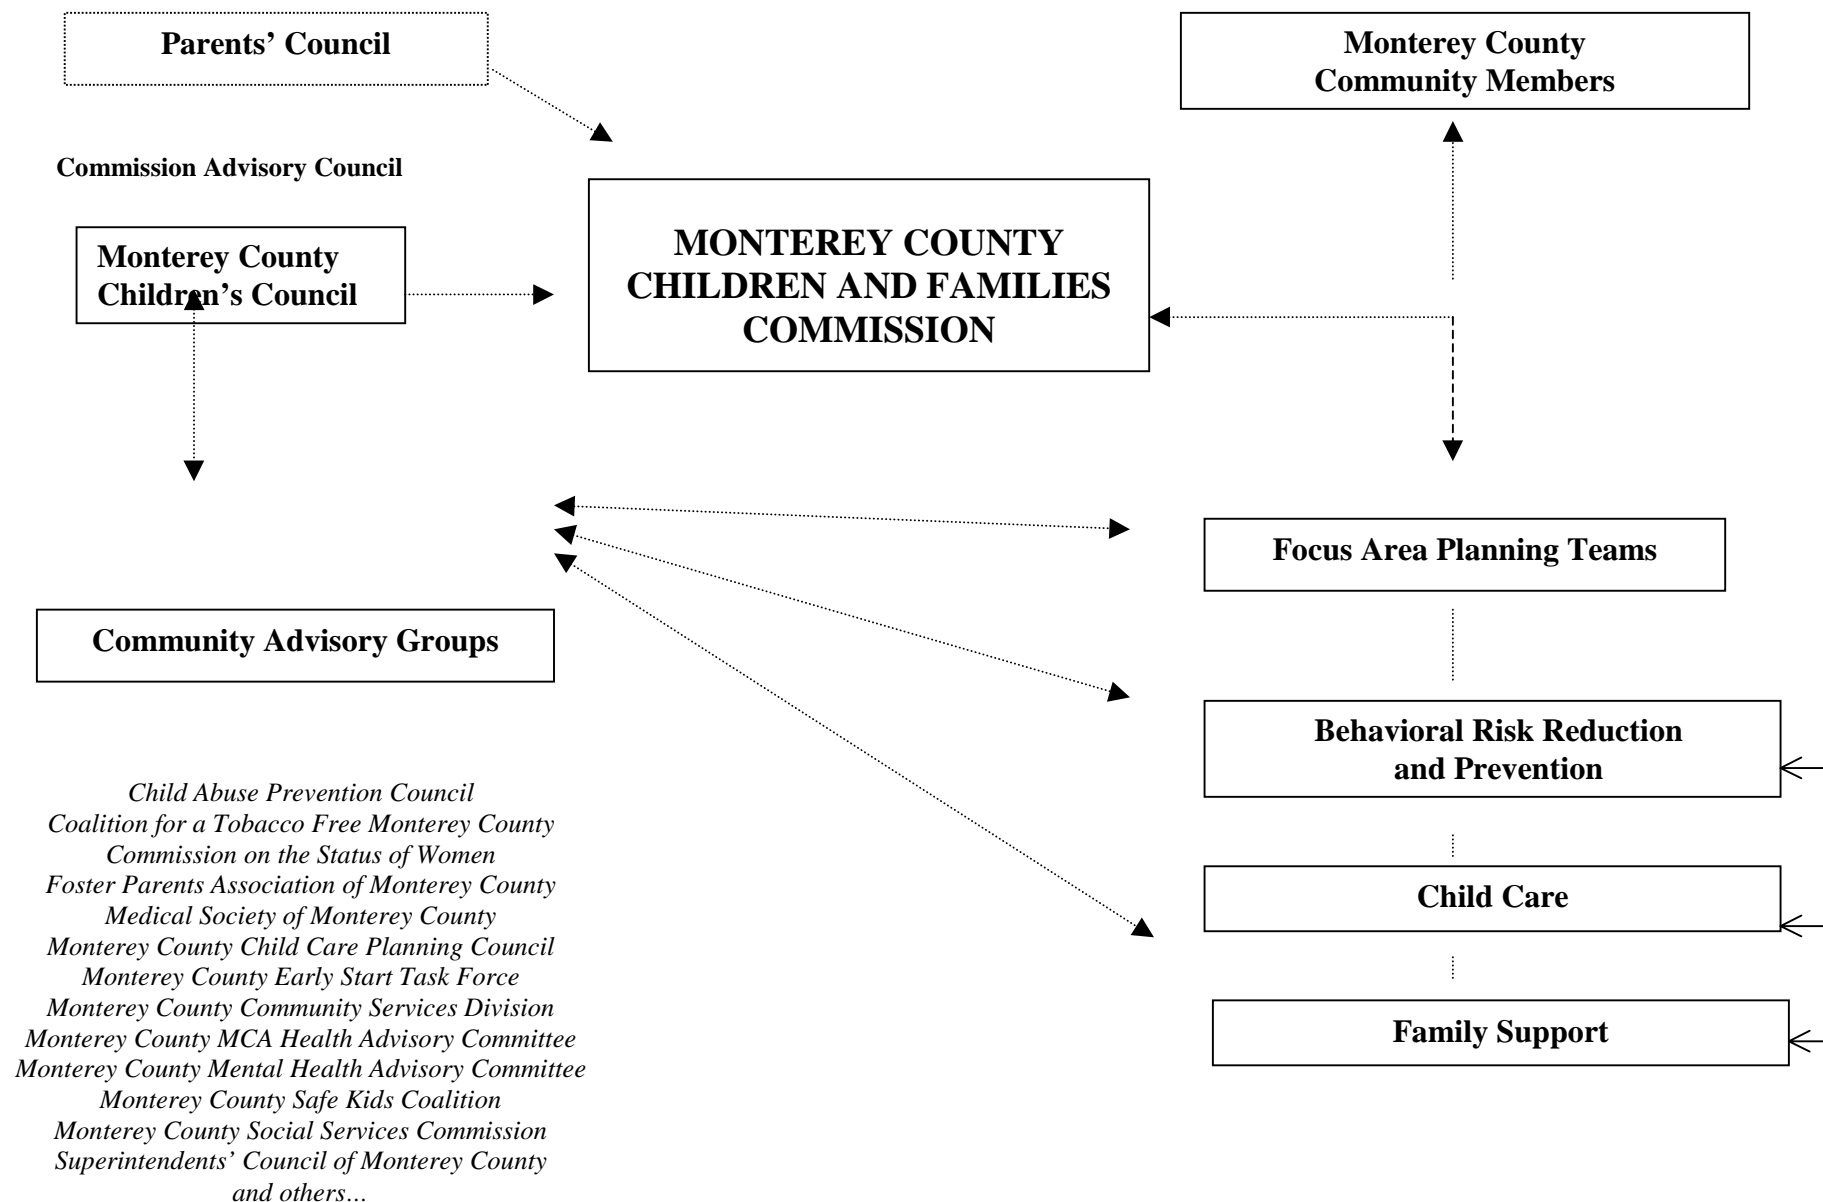 Parents’ Council
Monterey County
Community Members
Commission Advisory Council
Monterey County
Children’s Council
MONTEREY COUNTY
CHILDREN AND FAMILIES
COMMISSION
Focus Area Planning Teams
Community Advisory Groups
Behavioral Risk Reduction
and Prevention
Child Care
Family Support
Child Abuse Prevention Council
Coalition for a Tobacco Free Monterey County
Commission on the Status of Women
Foster Parents Association of Monterey County
Medical Society of Monterey County
Monterey County Child Care Planning Council
Monterey County Early Start Task Force
Monterey County Community Services Division
Monterey County MCA Health Advisory Committee
Monterey County Mental Health Advisory Committee
Monterey County Safe Kids Coalition
Monterey County Social Services Commission
Superintendents’ Council of Monterey County
and others…